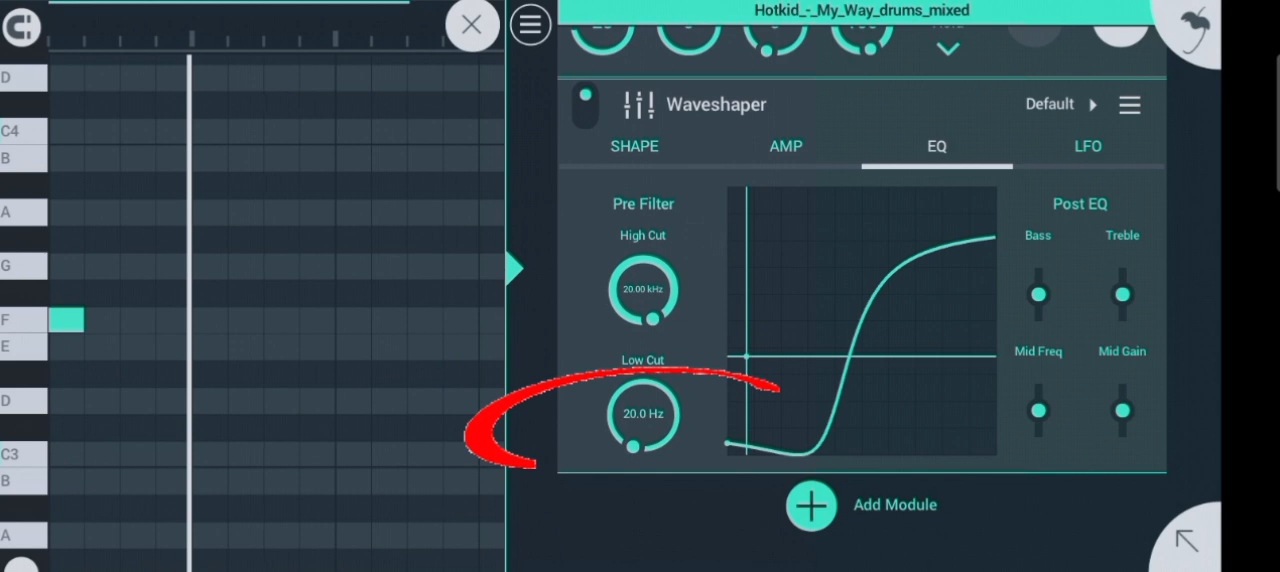 Hotkid_-_My_Way_drums_mixed
D
C4
B
A
G
F
E
D
C3
B
A
Waveshaper
Default
SHAPE
AMP
EQ
LFO
Pre Filter
Post EQ
High Cut
Bass
Treble
20.00 kHz
Low Cut
Mid Freq
Mid Gain
20.0 Hz
Add Module